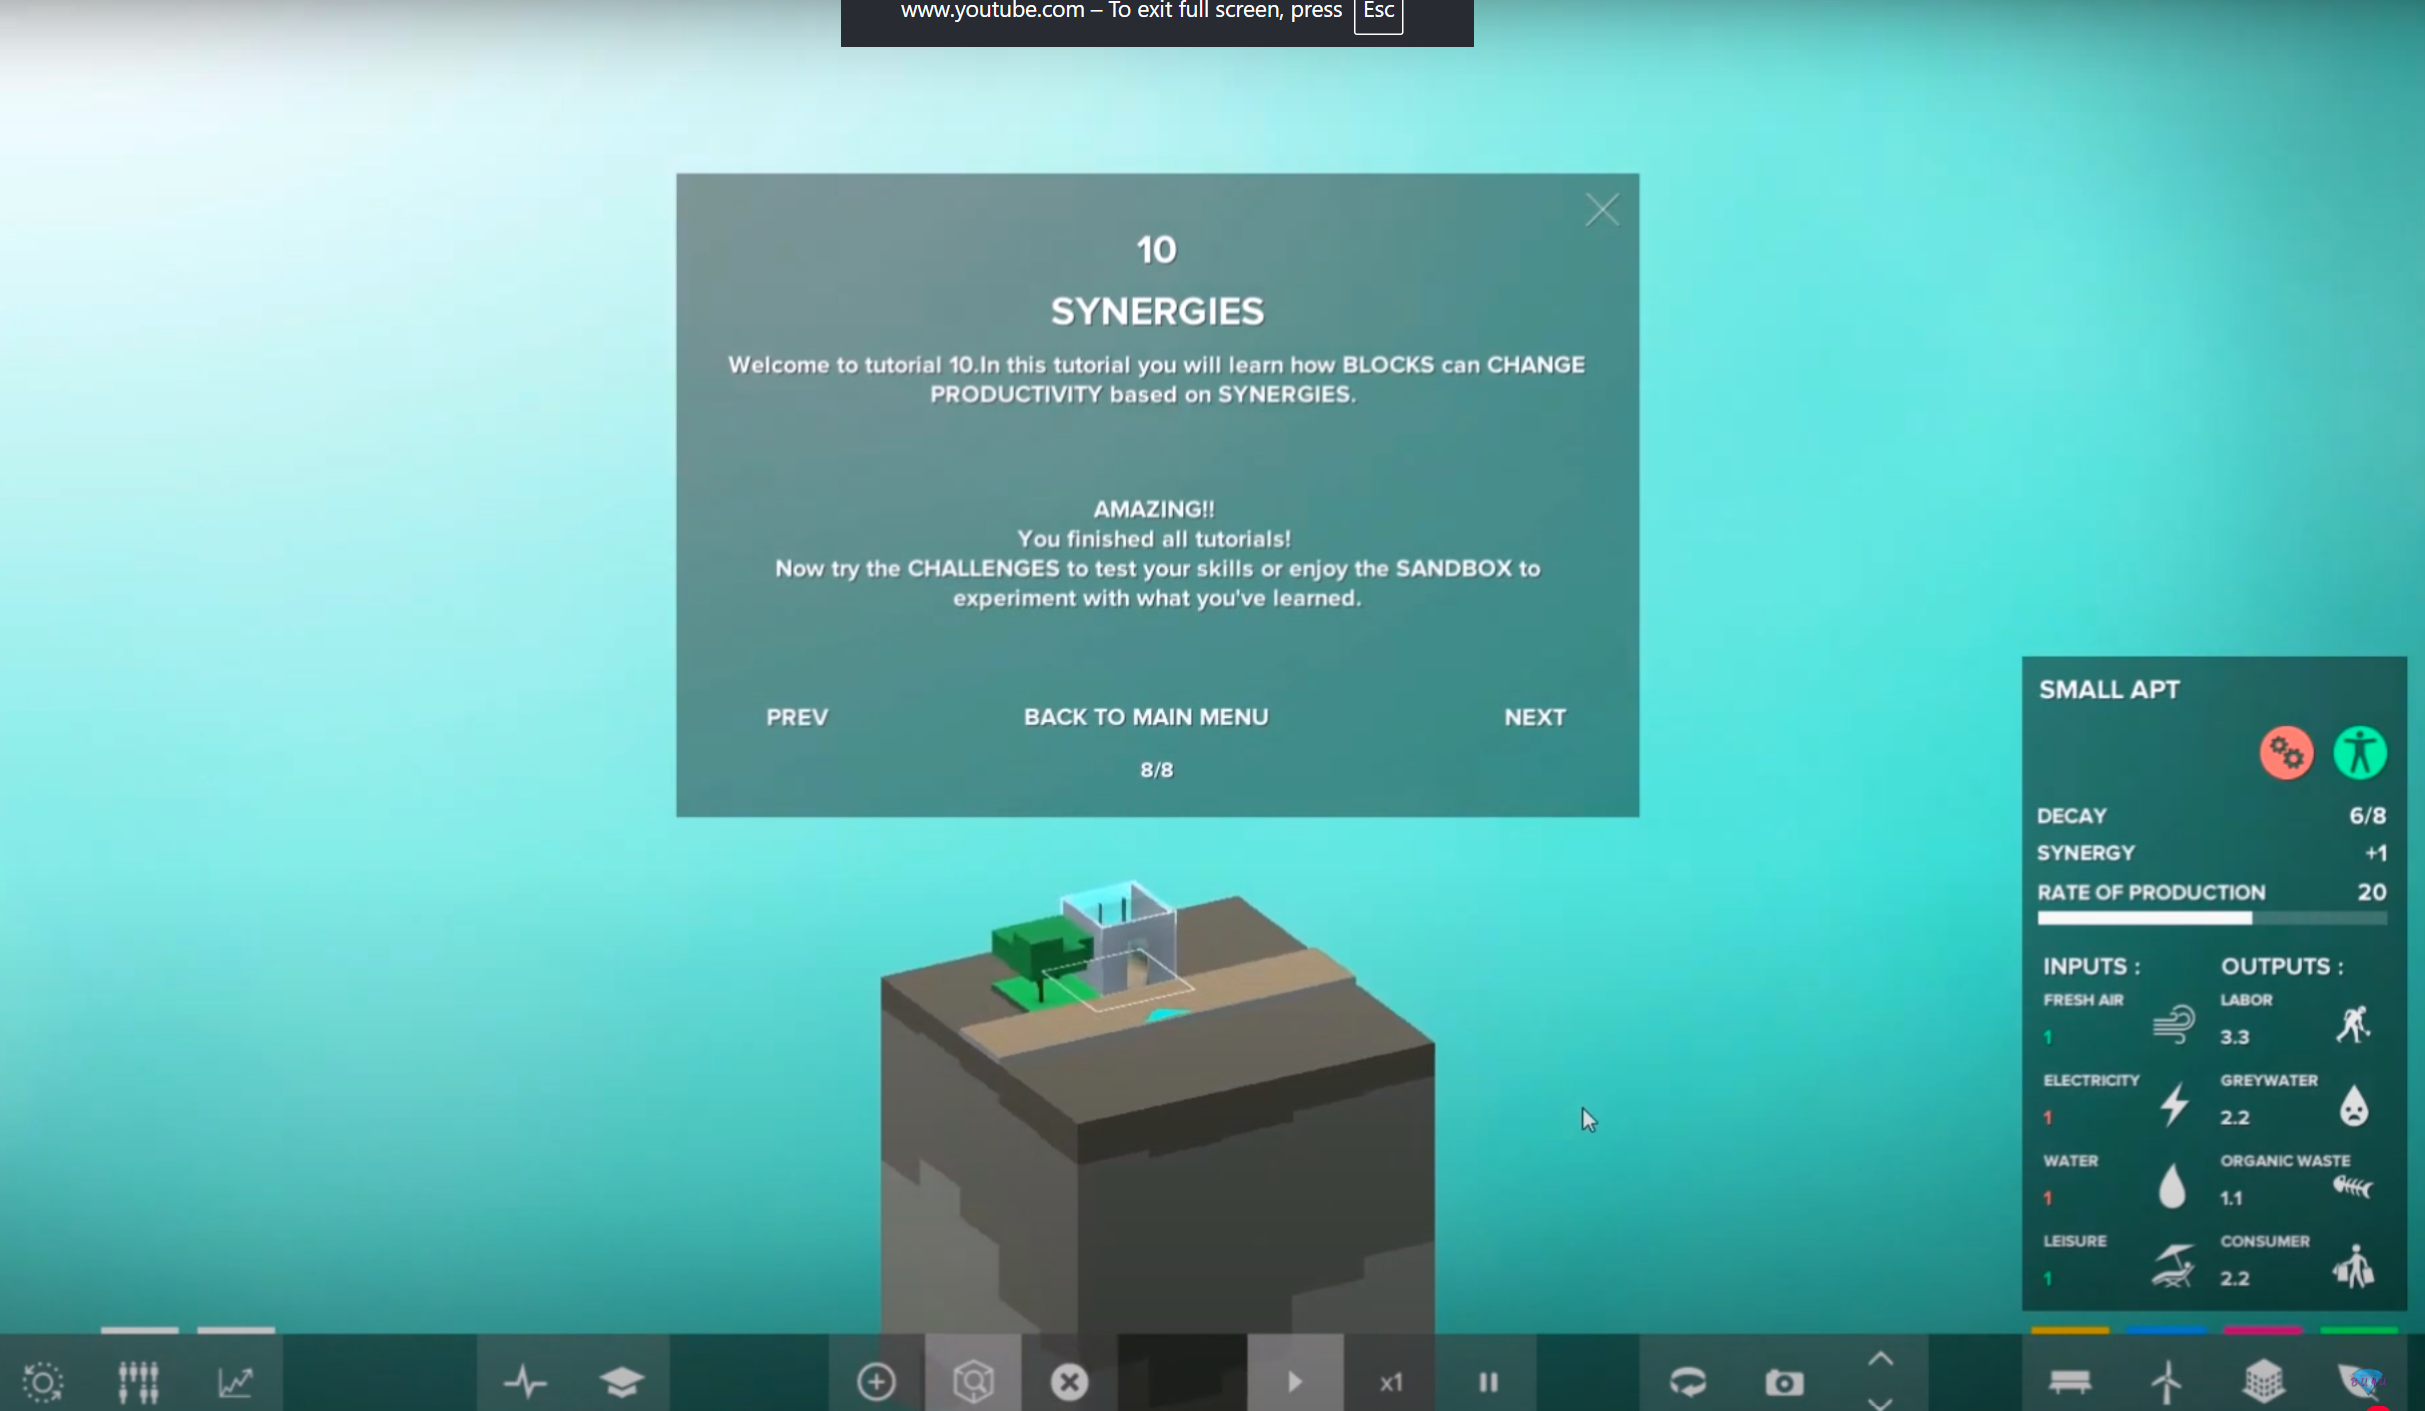 www.youtube.com – To exit full screen, press Esc
10
SYNERGIES
Welcome to tutorial 10.In this tutorial you will learn how BLOCKS can CHANGE
PRODUCTIVITY based on SYNERGIES.
AMAZING!!
You finished all tutorials!
Now try the CHALLENGES to test your skills or enjoy the SANDBOX to
experiment with what you've learned.
PREV
BACK TO MAIN MENU
NEXT
8/8
SMALL APT
DECAY 6/8
SYNERGY +1
RATE OF PRODUCTION 20
INPUTS : OUTPUTS :
FRESH AIR LABOR
1 3.3
ELECTRICITY GREYWATER
1 2.2
WATER ORGANIC WASTE
1 1.1
LEISURE CONSUMER
1 2.2
x1